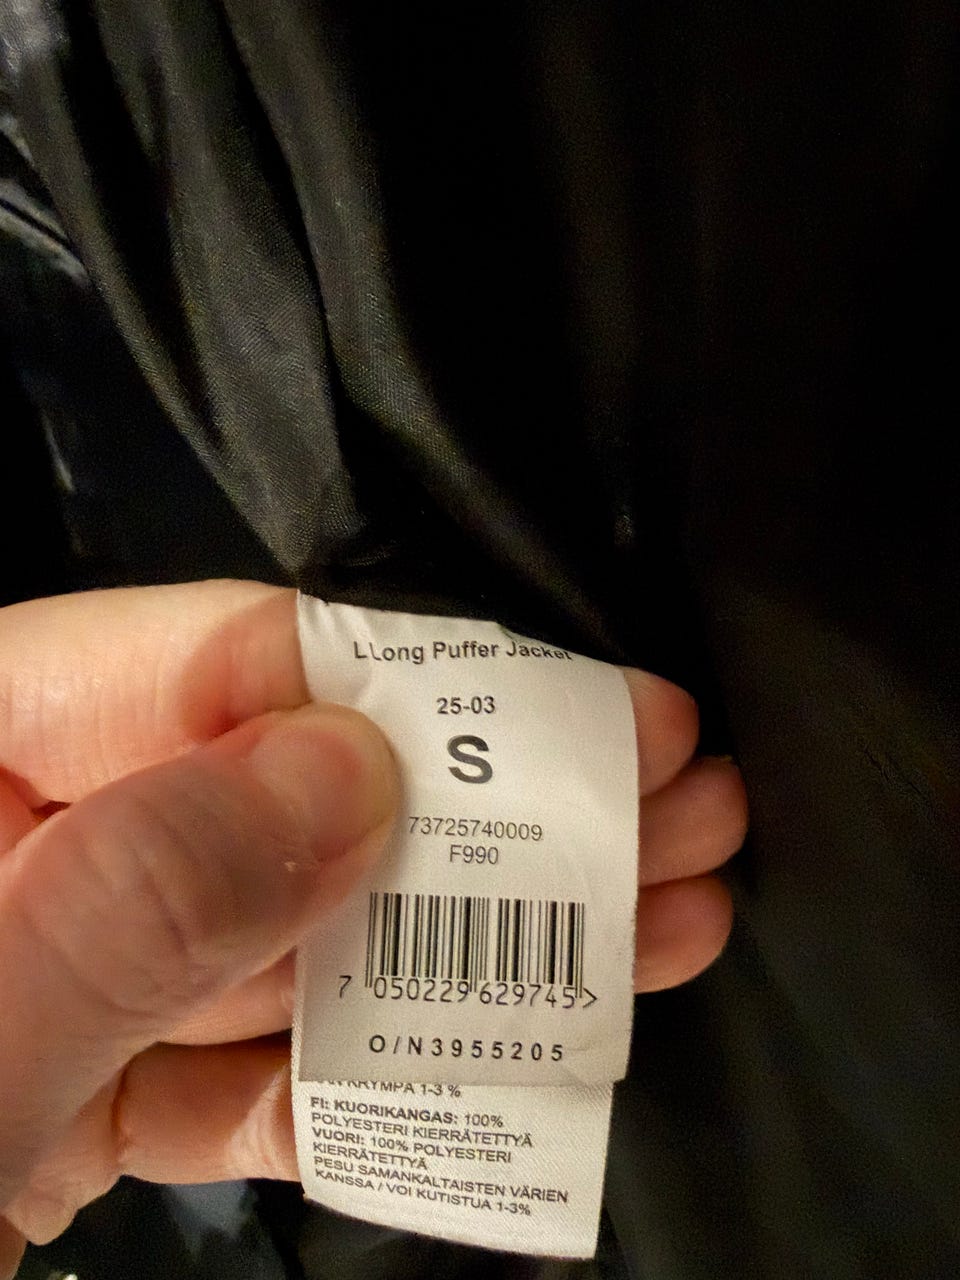 LLong Puffer Jacket
25-03
S
73725740009
F990
7 050229 629745 >
O/N3955205
KRYMPA 1-3 %
FI: KUORIKANGAS: 100%
POLYESTERI KIERRÄTETTYÄ
VUORI: 100% POLYESTERI
KIERRÄTETTYÄ
PESU SAMANKALTAISTEN VÄRIEN
KANSSA / VOI KUTISTUA 1-3%